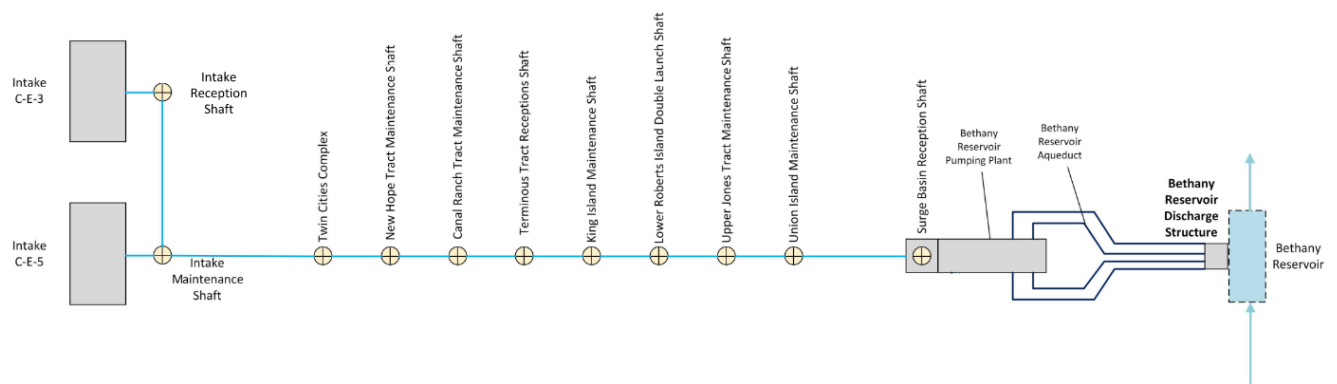 Intake
C-E-3
Intake
Reception
Shaft
Intake
C-E-5
Intake
Maintenance
Shaft
Twin Cities Complex
New Hope Tract Maintenance Shaft
Canal Ranch Tract Maintenance Shaft
Terminous Tract Receptions Shaft
King Island Maintenance Shaft
Lower Roberts Island Double Launch Shaft
Upper Jones Tract Maintenance Shaft
Union Island Maintenance Shaft
Surge Basin Reception Shaft
Bethany
Reservoir
Pumping Plant
Bethany
Reservoir
Aqueduct
Bethany
Reservoir
Discharge
Structure
Bethany
Reservoir